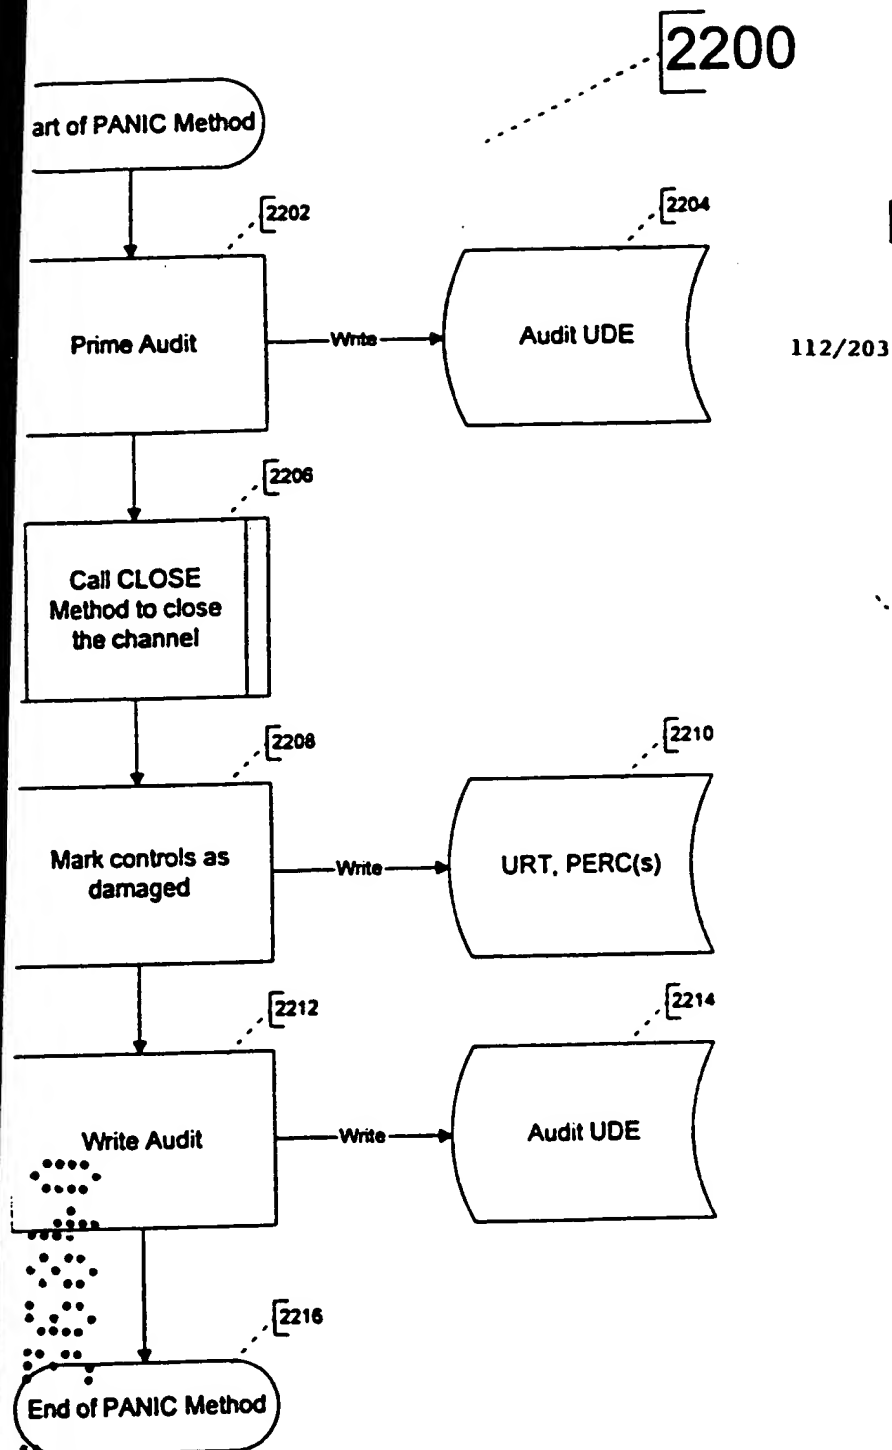 2200
art of PANIC Method
2202
2204
Prime Audit
Write
Audit UDE
112/203
2206
Call CLOSE
Method to close
the channel
2208
2210
Mark controls as
damaged
Write
URT, PERC(s)
2212
2214
Write Audit
Write
Audit UDE
2216
End of PANIC Method